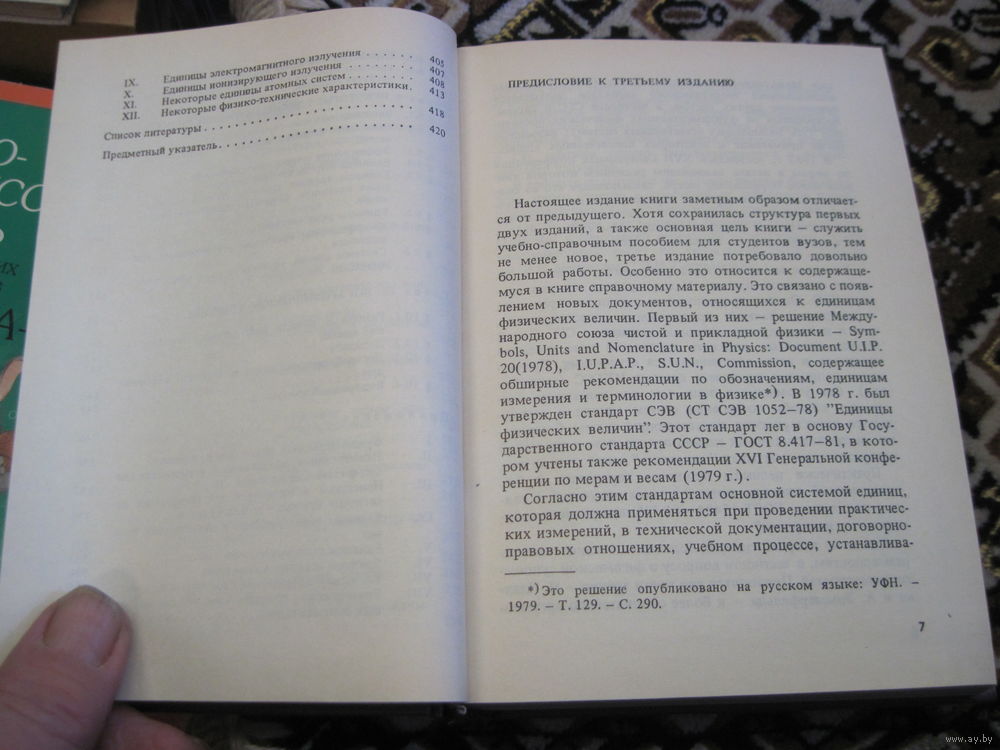 IX. Единицы электромагнитного излучения . . . . . . 405
X. Единицы ионизирующего излучения . . . . . . . . 407
XI. Некоторые единицы атомных систем . . . . . . . . 408
XII. Некоторые физико-технические характеристики . 413
Список литературы . . . . . . . . . . . . . . . . . . . . . . . . 418
Предметный указатель . . . . . . . . . . . . . . . . . . . . . . 420
ПРЕДИСЛОВИЕ К ТРЕТЬЕМУ ИЗДАНИЮ
Настоящее издание книги заметным образом отличает-
ся от предыдущего. Хотя сохранилась структура первых
двух изданий, а также основная цель книги – служить
учебно-справочным пособием для студентов вузов, тем
не менее новое, третье издание потребовало довольно
большой работы. Особенно это относится к содержаще-
муся в книге справочному материалу. Это связано с появ-
лением новых документов, относящихся к единицам
физических величин. Первый из них – решение Между-
народного союза чистой и прикладной физики – Sym-
bols, Units and Nomenclature in Physics: Document U.I.P.
20(1978), I.U.P.A.P., S.U.N., Commission, содержащее
обширные рекомендации по обозначениям, единицам
измерения и терминологии в физике*). В 1978 г. был
утвержден стандарт СЭВ (СТ СЭВ 1052–78) "Единицы
физических величин". Этот стандарт лег в основу Госу-
дарственного стандарта СССР – ГОСТ 8.417–81, в кото-
ром учтены также рекомендации XVI Генеральной конфе-
ренции по мерам и весам (1979 г.).
Согласно этим стандартам основной системой единиц,
которая должна применяться при проведении практичес-
ких измерений, в технической документации, договорно-
правовых отношениях, учебном процессе, устанавлива-
*) Это решение опубликовано на русском языке: УФН. –
1979. – Т. 129. – С. 290.
7
www.ay.by